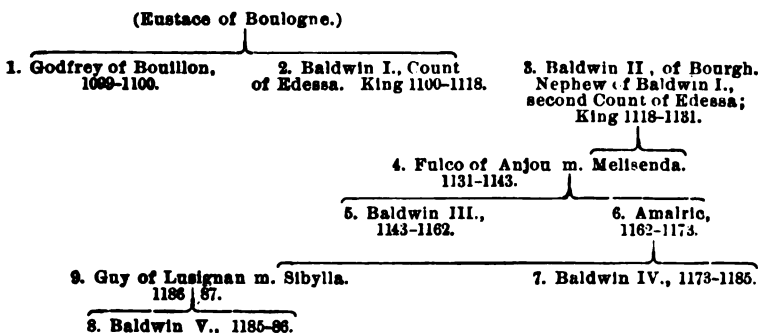 (Eustace of Boulogne.)
1. Godfrey of Bouillon,
1099-1100.
2. Baldwin I., Count
of Edessa. King 1100-1118.
3. Baldwin II, of Bourgh.
Nephew of Baldwin I.,
second Count of Edessa;
King 1118-1131.
4. Fulco of Anjou m. Melisenda.
1131-1143.
5. Baldwin III.,
1143-1162.
6. Amalric,
1162-1173.
9. Guy of Lusignan m. Sibylla.
1186 87.
7. Baldwin IV., 1173-1185.
8. Baldwin V., 1185-86.